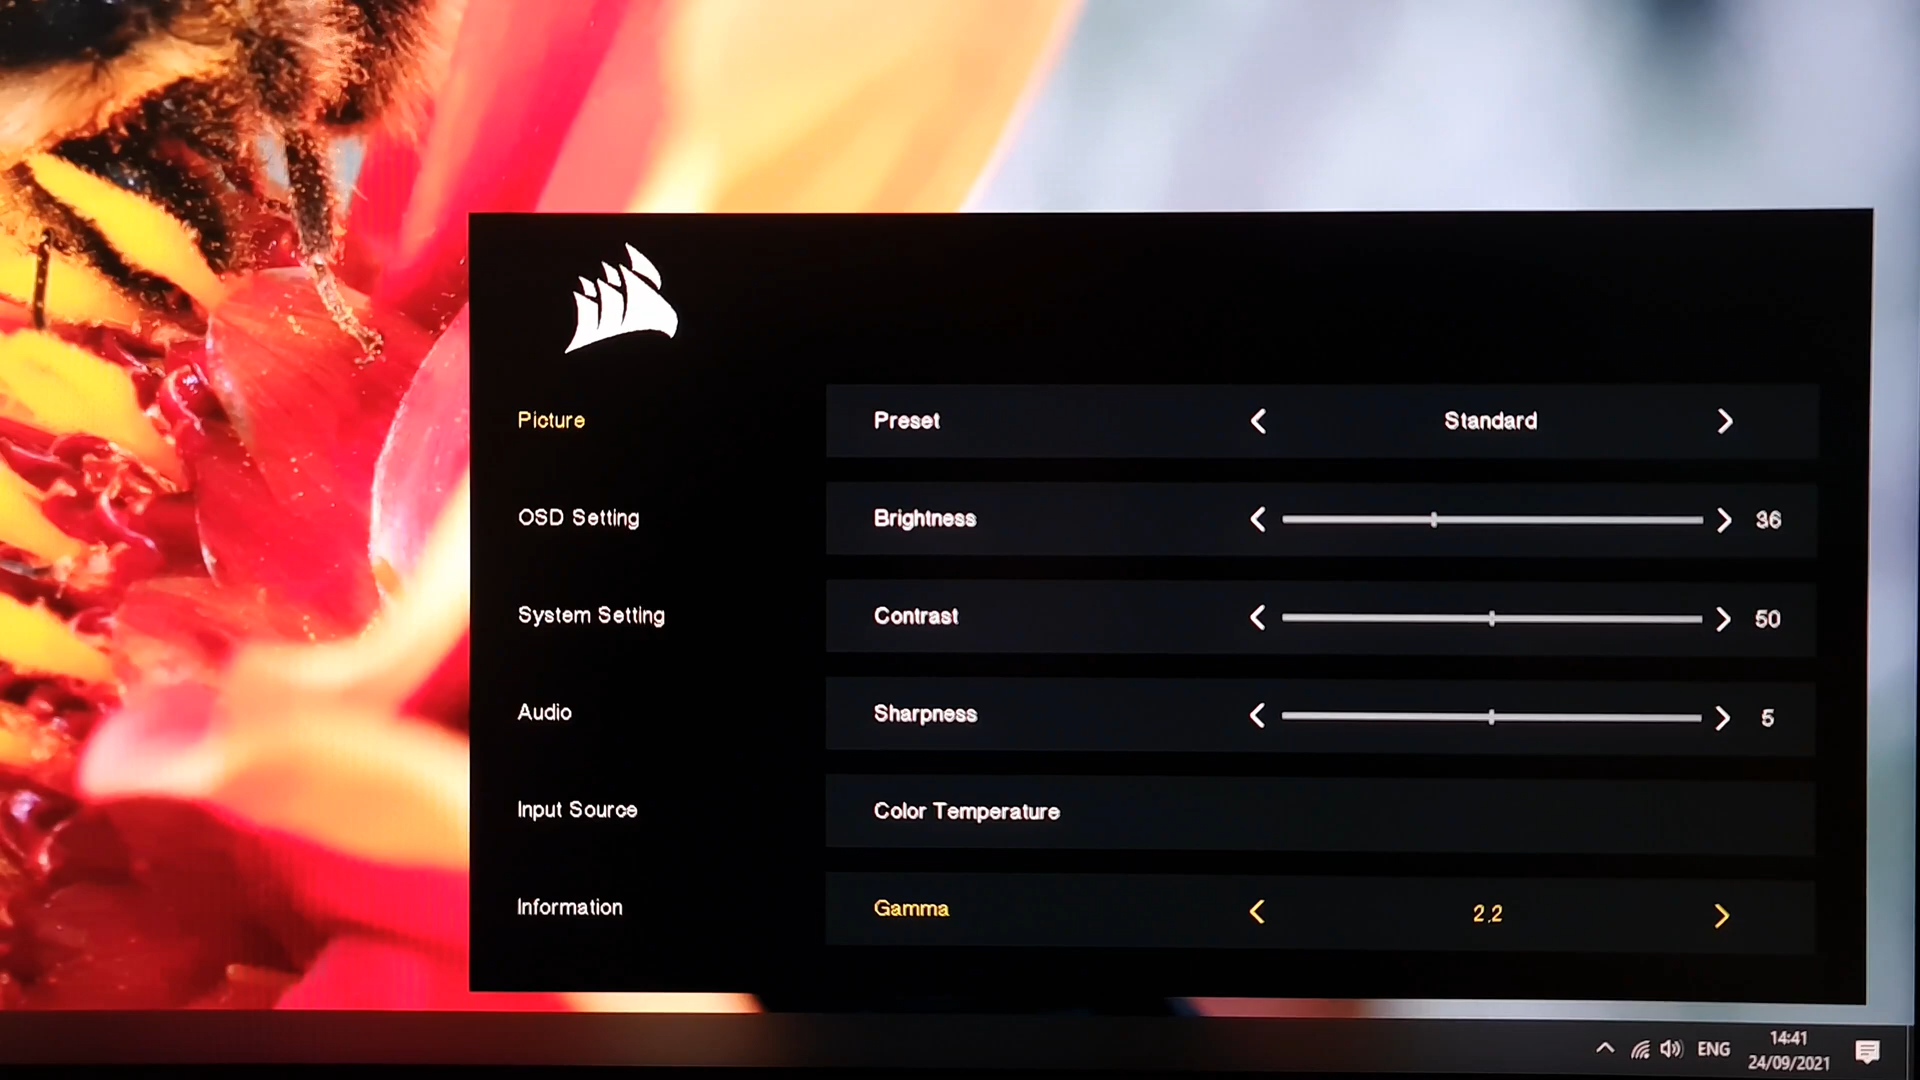 Picture
Preset
Standard
OSD Setting
Brightness
36
System Setting
Contrast
50
Audio
Sharpness
5
Input Source
Color Temperature
Information
Gamma
2.2
ENG
14:41
24/09/2021